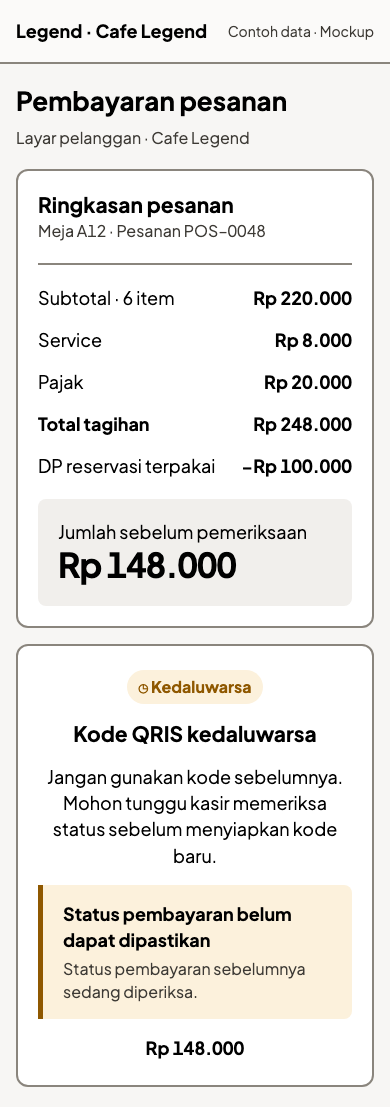 Legend · Cafe Legend
Contoh data · Mockup
Pembayaran pesanan
Layar pelanggan · Cafe Legend
Ringkasan pesanan
Meja A12 · Pesanan POS–0048
Subtotal · 6 item Rp 220.000
Service Rp 8.000
Pajak Rp 20.000
Total tagihan Rp 248.000
DP reservasi terpakai –Rp 100.000
Jumlah sebelum pemeriksaan
Rp 148.000
Kedaluwarsa
Kode QRIS kedaluwarsa
Jangan gunakan kode sebelumnya.
Mohon tunggu kasir memeriksa
status sebelum menyiapkan kode
baru.
Status pembayaran belum
dapat dipastikan
Status pembayaran sebelumnya
sedang diperiksa.
Rp 148.000